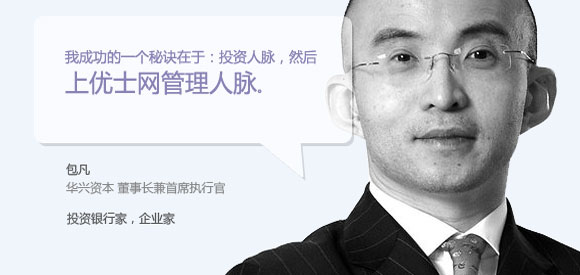 我成功的一个秘诀在于：投资人脉，然后
上优士网管理人脉.
包凡
华兴资本 董事长兼首席执行官
投资银行家，企业家